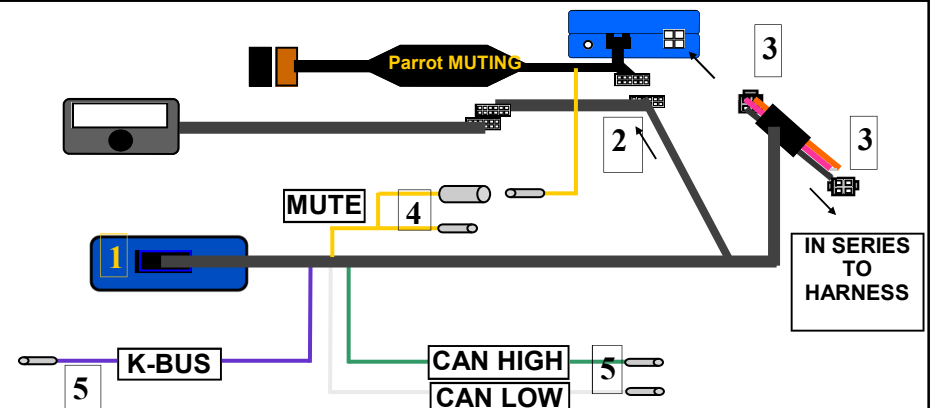 Parrot MUTING
3
3
2
MUTE
4
1
IN SERIES
TO
HARNESS
K-BUS
5
CAN HIGH
5
CAN LOW